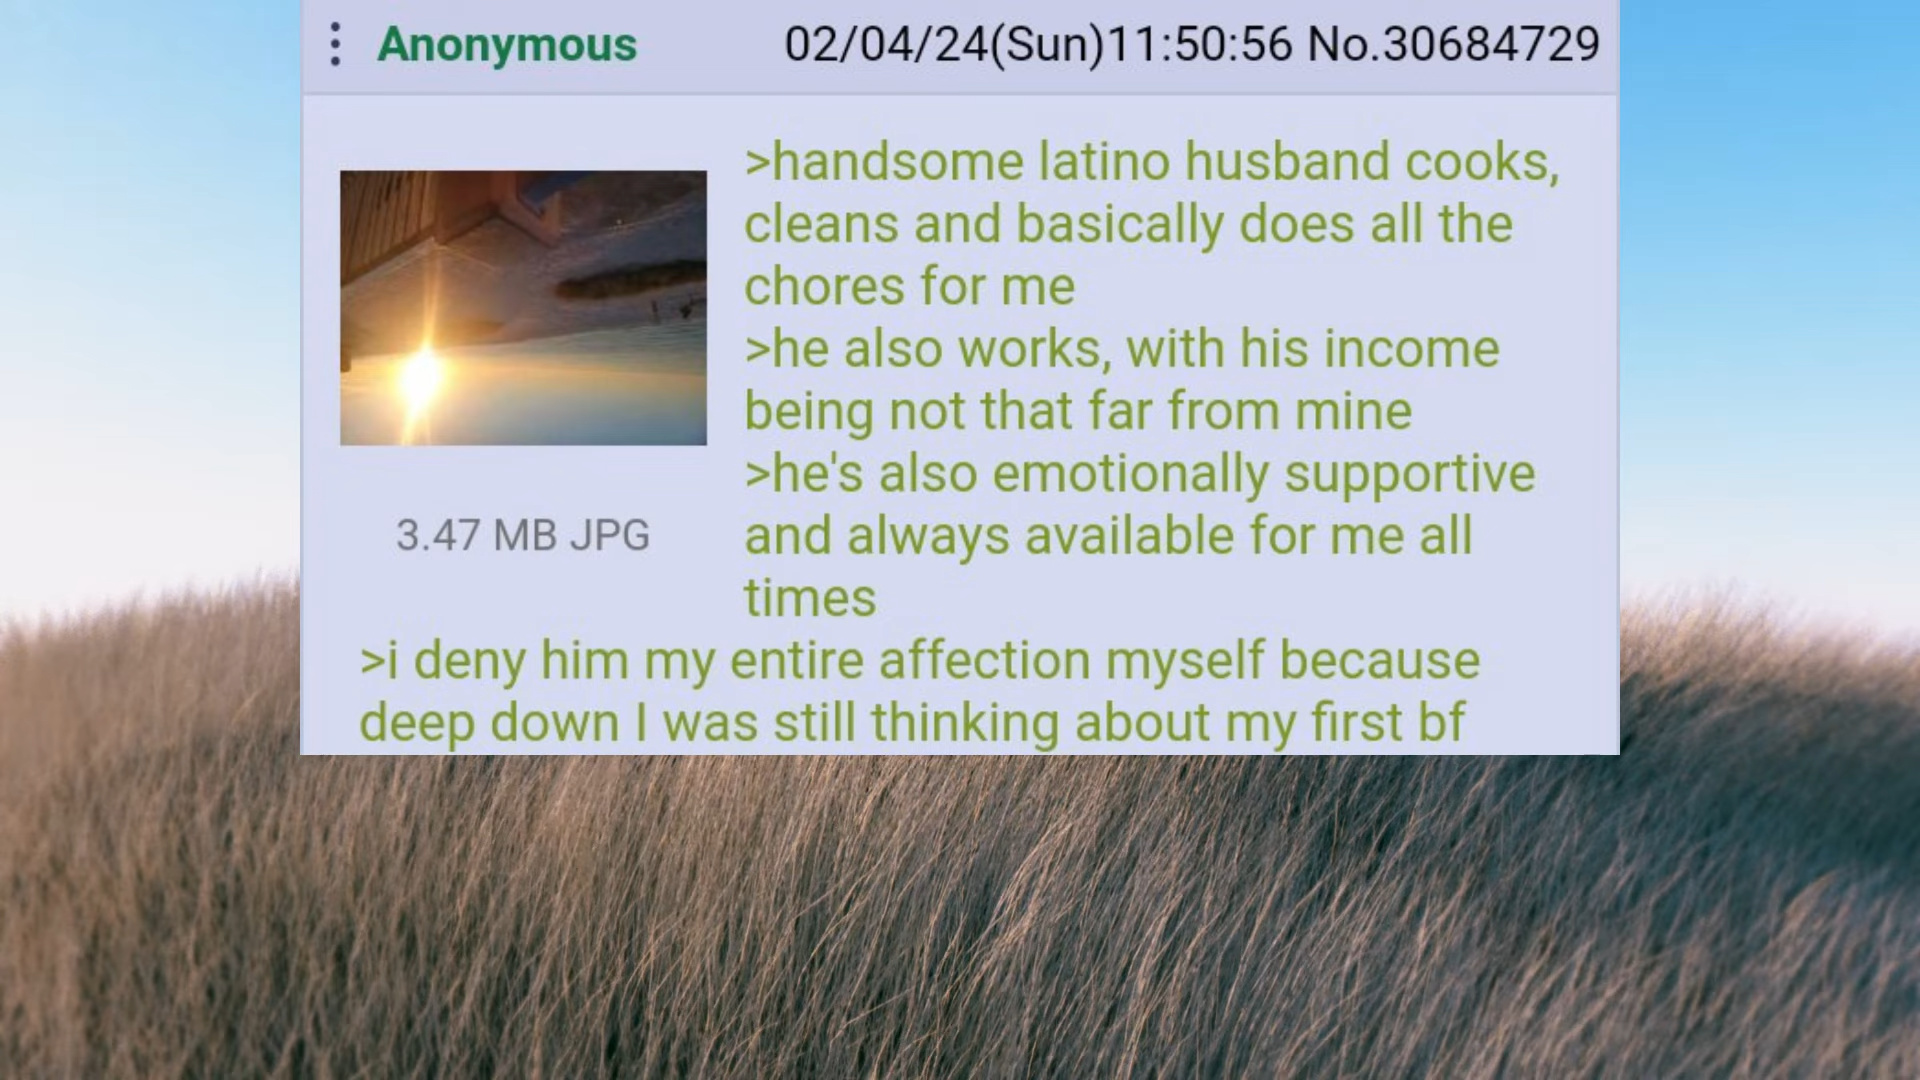 Anonymous 02/04/24(Sun)11:50:56 No.30684729
>handsome latino husband cooks,
cleans and basically does all the
chores for me
>he also works, with his income
being not that far from mine
>he's also emotionally supportive
and always available for me all
times
3.47 MB JPG
>i deny him my entire affection myself because
deep down I was still thinking about my first bf